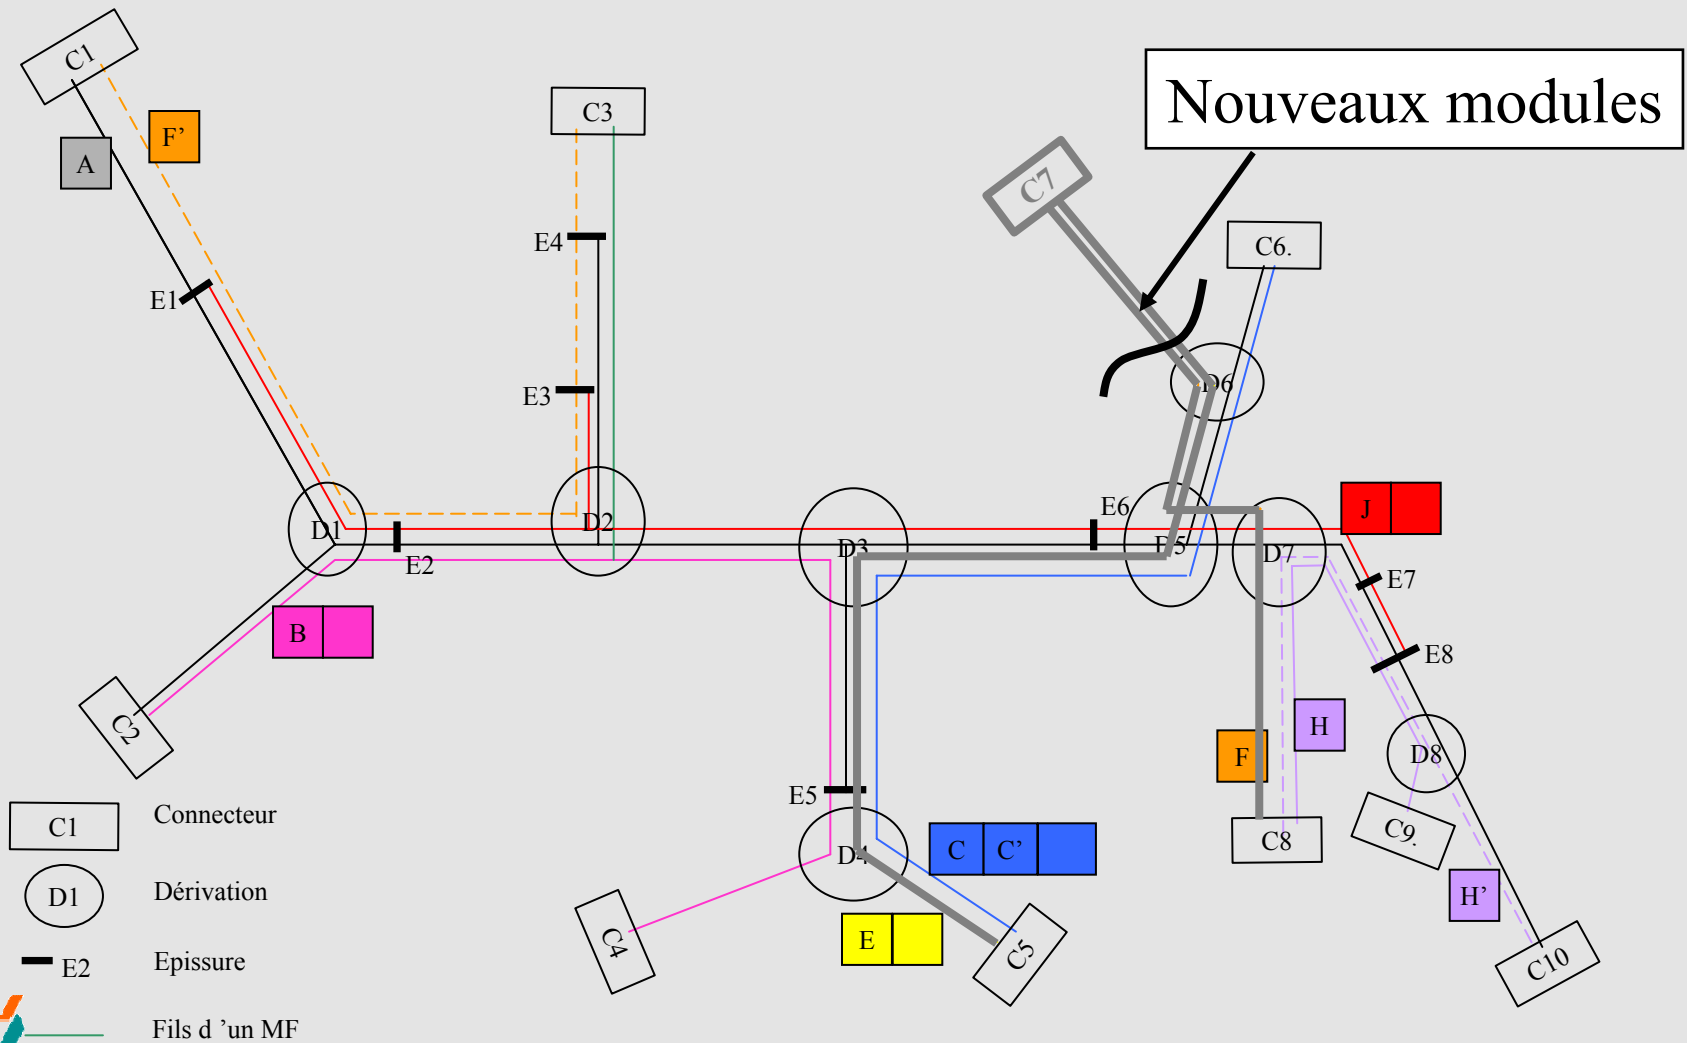 C1
C3
Nouveaux modules
F’
A
C7
C6.
E4
E1
E3
D6
J
E6
D1
D2
D3
D5
D7
E2
E7
B
E8
H
C2
F
D8
E5
C1
Connecteur
C8
C9.
D4
C
C’
D1
Dérivation
H’
E
C4
C5
C10
E2
Epissure
Fils d ’un MF